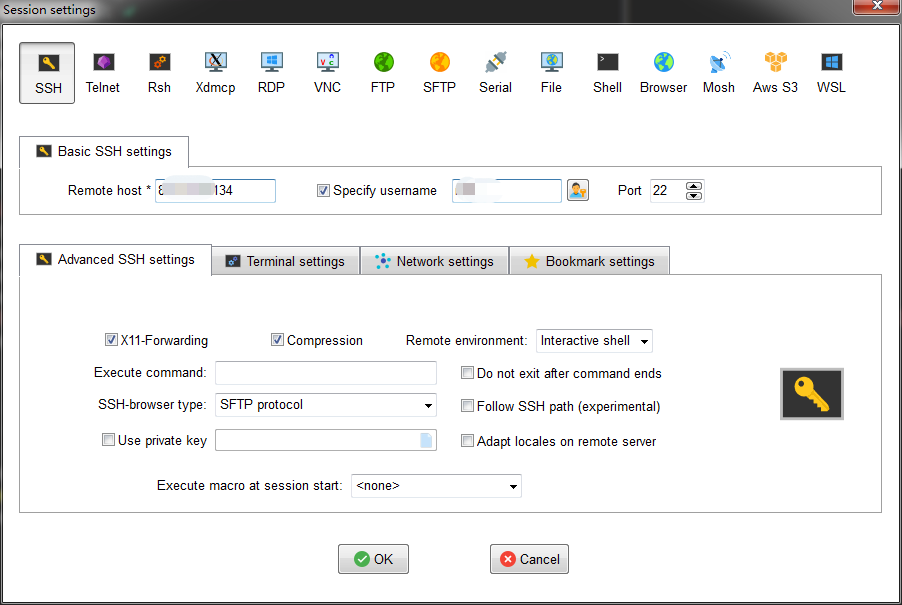 Session settings
SSH Telnet Rsh Xdmcp RDP VNC FTP SFTP Serial File Shell Browser Mosh Aws S3 WSL
Basic SSH settings
Remote host * 134 Specify username Port 22
Advanced SSH settings Terminal settings Network settings Bookmark settings
X11-Forwarding Compression Remote environment: Interactive shell
Execute command: Do not exit after command ends
SSH-browser type: SFTP protocol Follow SSH path (experimental)
Use private key Adapt locales on remote server
Execute macro at session start: <none>
OK Cancel